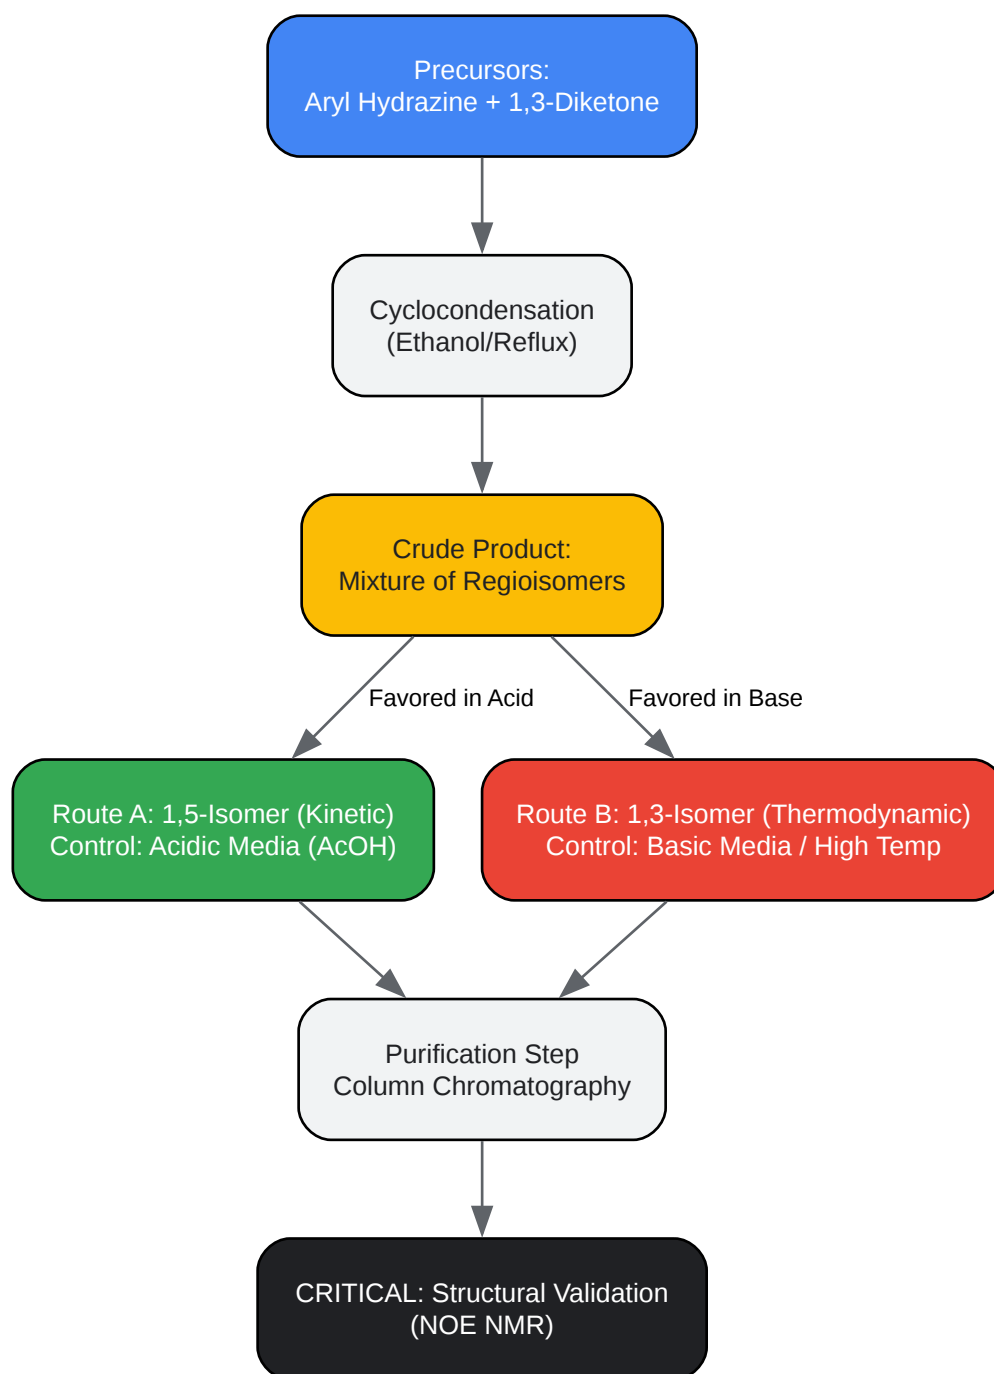 Precursors:
Aryl Hydrazine + 1,3-Diketone
Cyclocondensation
(Ethanol/Reflux)
Crude Product:
Mixture of Regioisomers
Favored in Acid
Favored in Base
Route A: 1,5-Isomer (Kinetic)
Control: Acidic Media (AcOH)
Route B: 1,3-Isomer (Thermodynamic)
Control: Basic Media / High Temp
Purification Step
Column Chromatography
CRITICAL: Structural Validation
(NOE NMR)